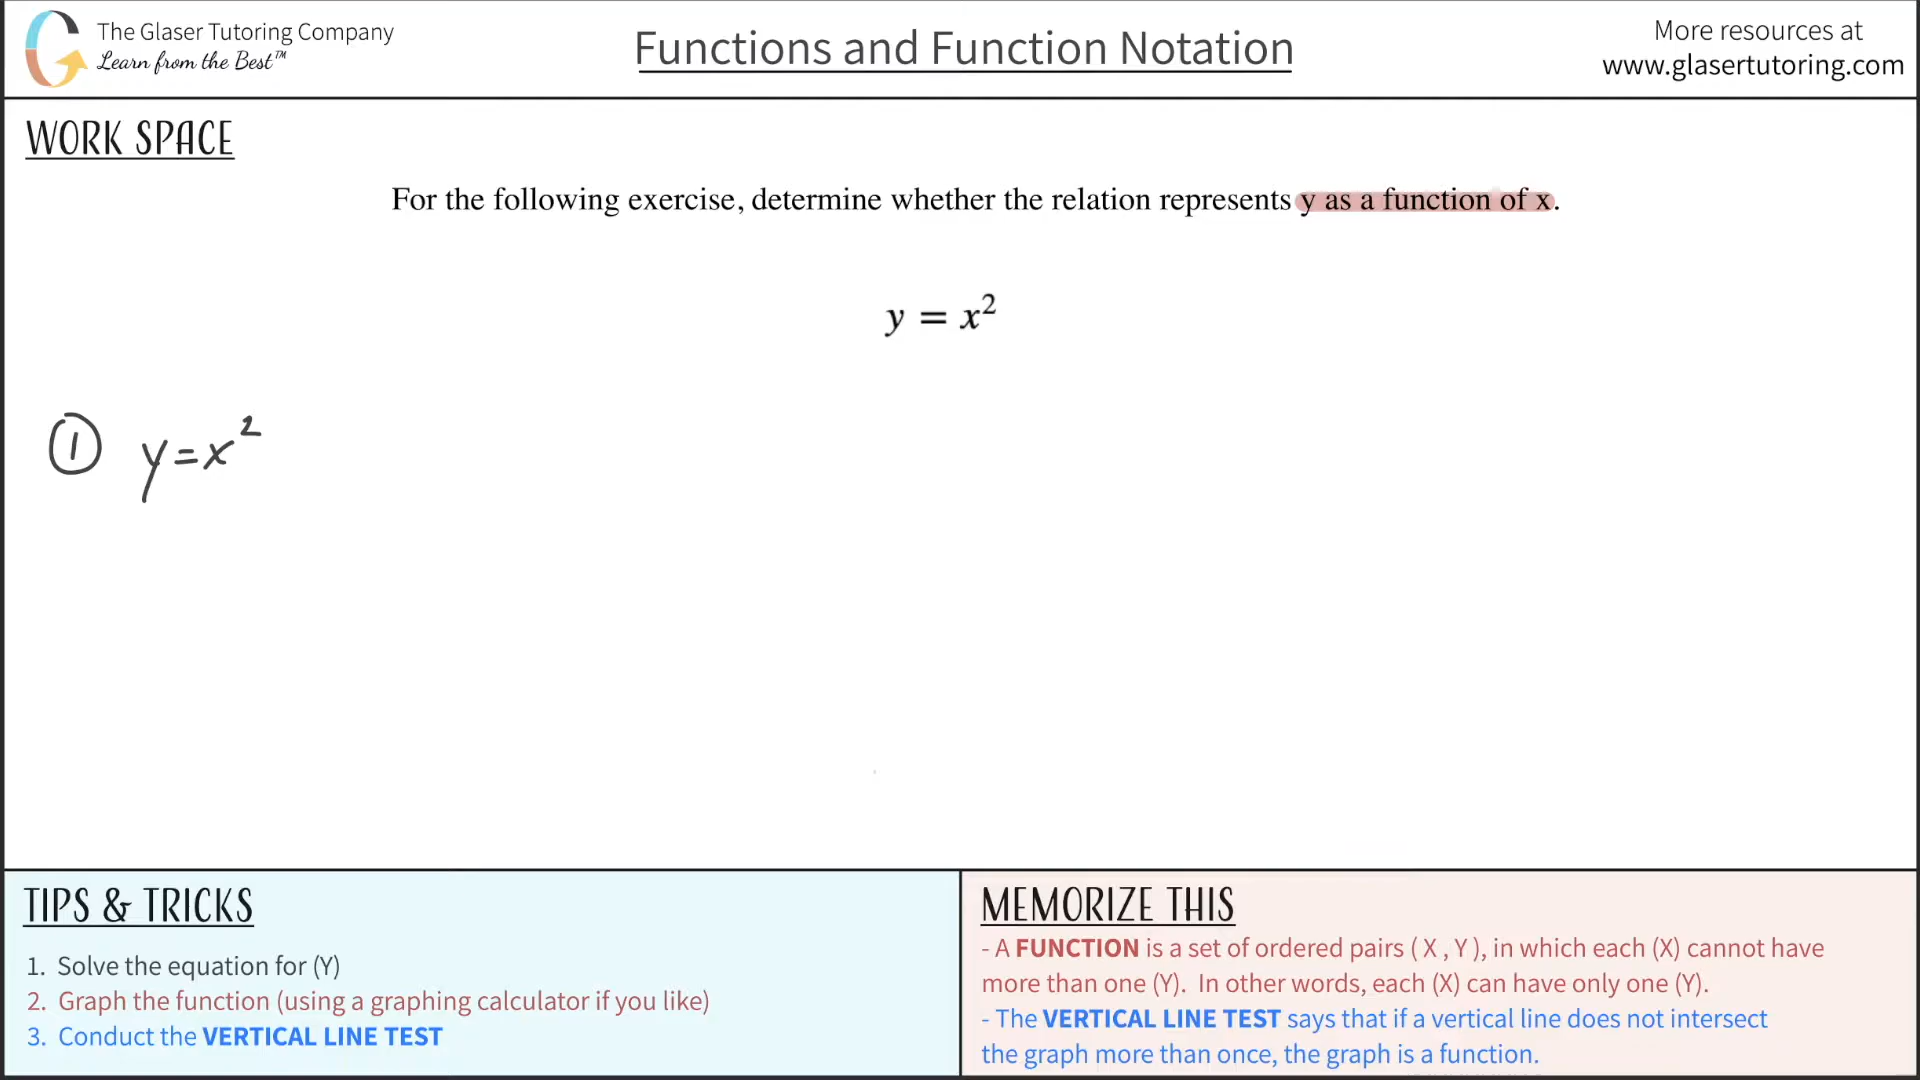 The Glaser Tutoring Company
Learn from the Best™
Functions and Function Notation
More resources at
www.glasertutoring.com
WORK SPACE
For the following exercise, determine whether the relation represents y as a function of x.
y = x²
① y = x²
TIPS & TRICKS
1. Solve the equation for (Y)
2. Graph the function (using a graphing calculator if you like)
3. Conduct the VERTICAL LINE TEST
MEMORIZE THIS
- A FUNCTION is a set of ordered pairs ( X , Y ), in which each (X) cannot have
more than one (Y). In other words, each (X) can have only one (Y).
- The VERTICAL LINE TEST says that if a vertical line does not intersect
the graph more than once, the graph is a function.